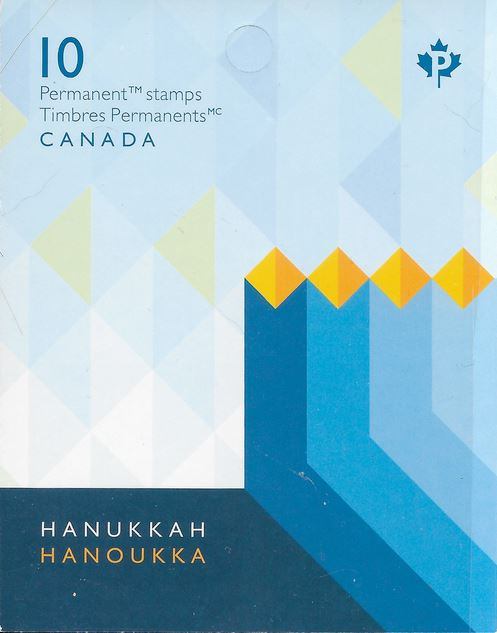 10
Permanent™ stamps
Timbres Permanents ᴹᶜ
CANADA
P
HANUKKAH
HANOUKKA